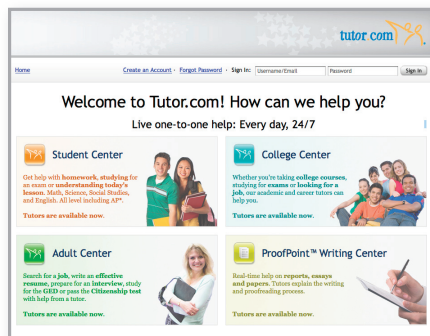 tutor com
Home
Create an Account · Forgot Password · Sign In: Username/Email Password Sign In
Welcome to Tutor.com! How can we help you?
Live one-to-one help: Every day, 24/7
Student Center
Get help with homework, studying for
an exam or understanding today's
lesson. Math, Science, Social Studies,
and English. All level including AP*.
Tutors are available now.
College Center
Whether you're taking college courses,
studying for exams or looking for a
job, our academic and career tutors can
help you.
Tutors are available now.
Adult Center
Search for a job, write an effective
resume, prepare for an interview, study
for the GED or pass the Citizenship test
with help from a tutor.
Tutors are available now.
ProofPoint™ Writing Center
Real-time help on reports, essays
and papers. Tutors explain the writing
and proofreading process.
Tutors are available now.